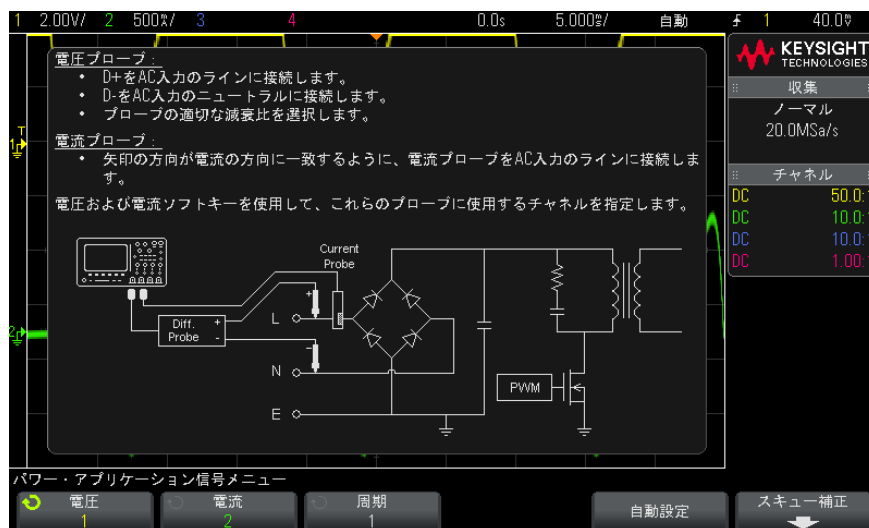 1 2.00V/ 2 500㍷/ 3 4 0.0s 5.000㎳/ 自動 1 40.0V
電圧プローブ:
• D+をAC入力のラインに接続します。
• D-をAC入力のニュートラルに接続します。
• プローブの適切な減衰比を選択します。
電流プローブ:
• 矢印の方向が電流の方向に一致するように、電流プローブをAC入力のラインに接続しま
す。
電圧および電流ソフトキーを使用して、これらのプローブに使用するチャネルを指定します。
Current
Probe
Diff.
Probe
+
-
+
-
L
N
E
PWM
KEYSIGHT
TECHNOLOGIES
収集
ノーマル
20.0MSa/s
チャネル
DC 50.0:
DC 10.0:
DC 10.0:
DC 1.00:
T
1
2
パワー・アプリケーション信号メニュー
電圧
1
電流
2
周期
1
自動設定
スキュー補正